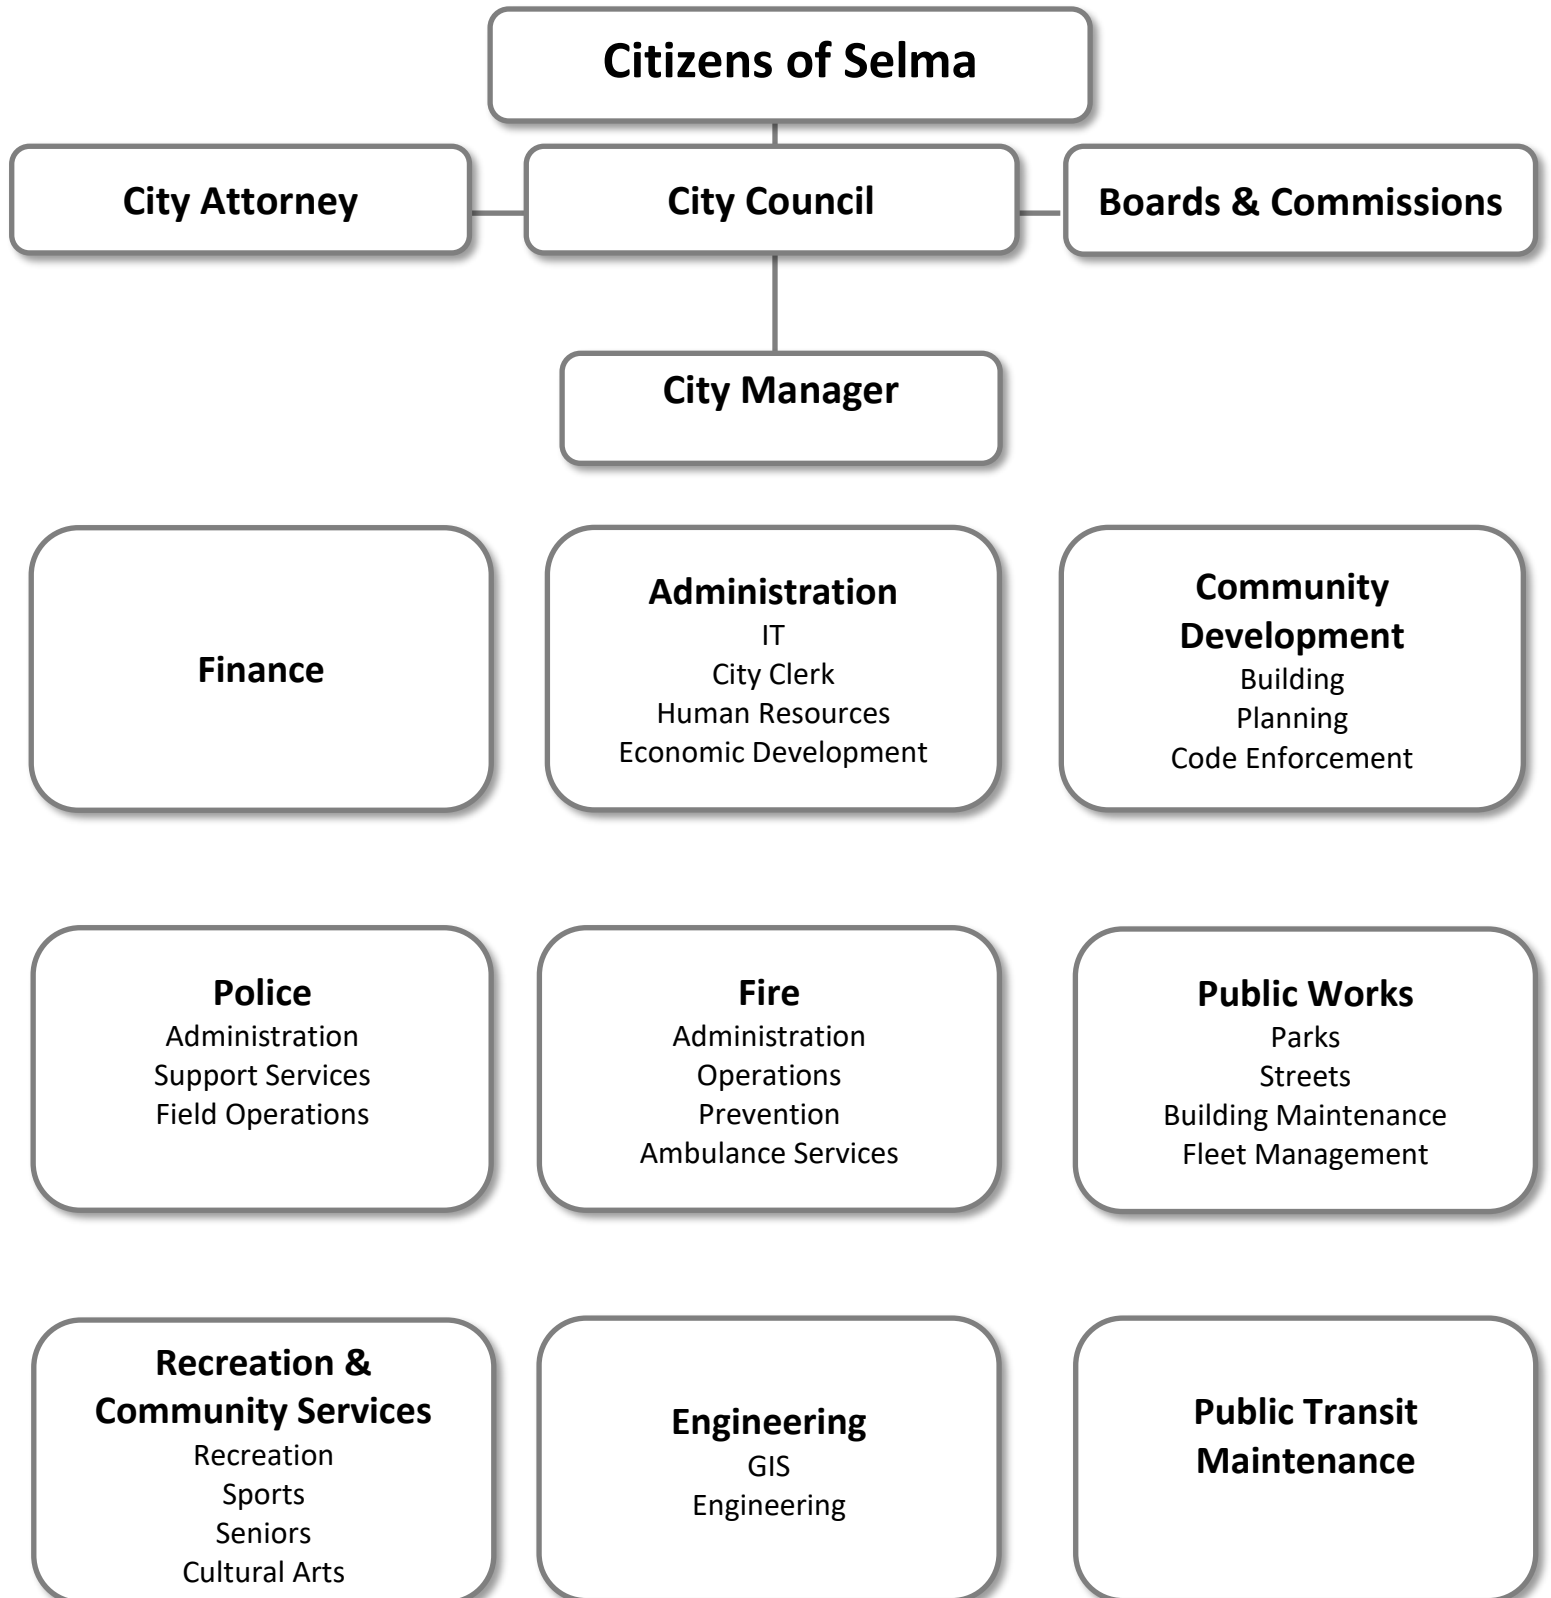 Citizens of Selma
City Attorney
City Council
Boards & Commissions
City Manager
Finance
Administration
IT
City Clerk
Human Resources
Economic Development
Community
Development
Building
Planning
Code Enforcement
Police
Administration
Support Services
Field Operations
Fire
Administration
Operations
Prevention
Ambulance Services
Public Works
Parks
Streets
Building Maintenance
Fleet Management
Recreation &
Community Services
Recreation
Sports
Seniors
Cultural Arts
Engineering
GIS
Engineering
Public Transit
Maintenance